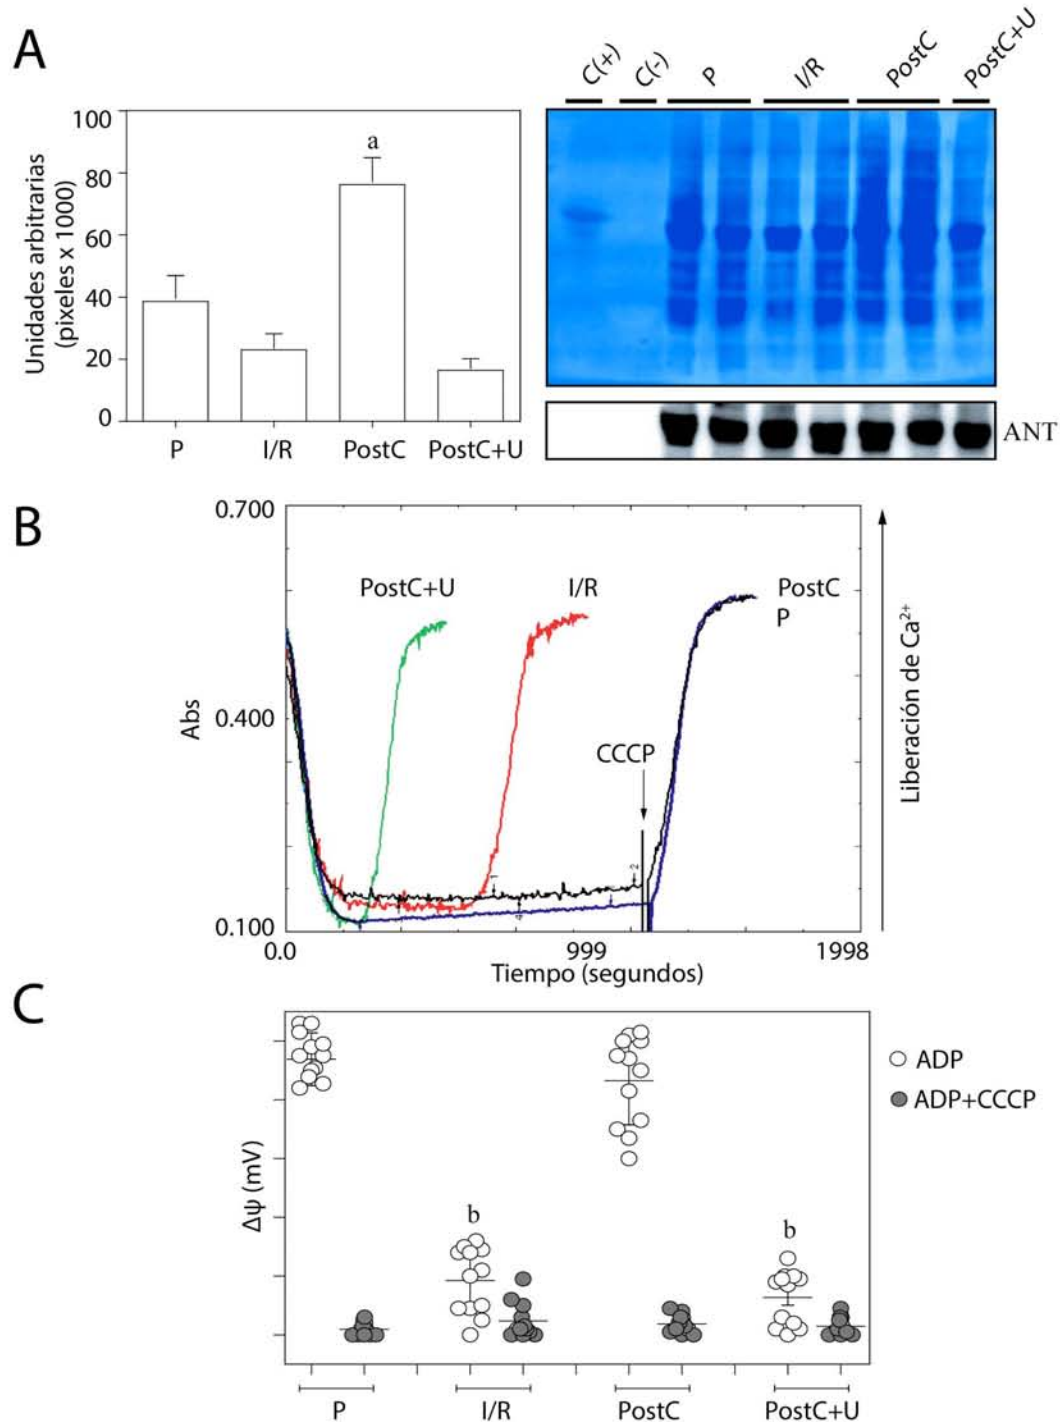 A
100
80
60
40
20
0
Unidades arbitrarias
(pixeles x 1000)
a
P I/R PostC PostC+U
C(+) C(-) P I/R PostC PostC+U
ANT
B
0.700
0.400
0.100
Abs
PostC+U
I/R
PostC
P
CCCP
Liberación de Ca²⁺
0.0 999 1998
Tiempo (segundos)
C
Δψ (mV)
b
b
ADP
ADP+CCCP
P I/R PostC PostC+U